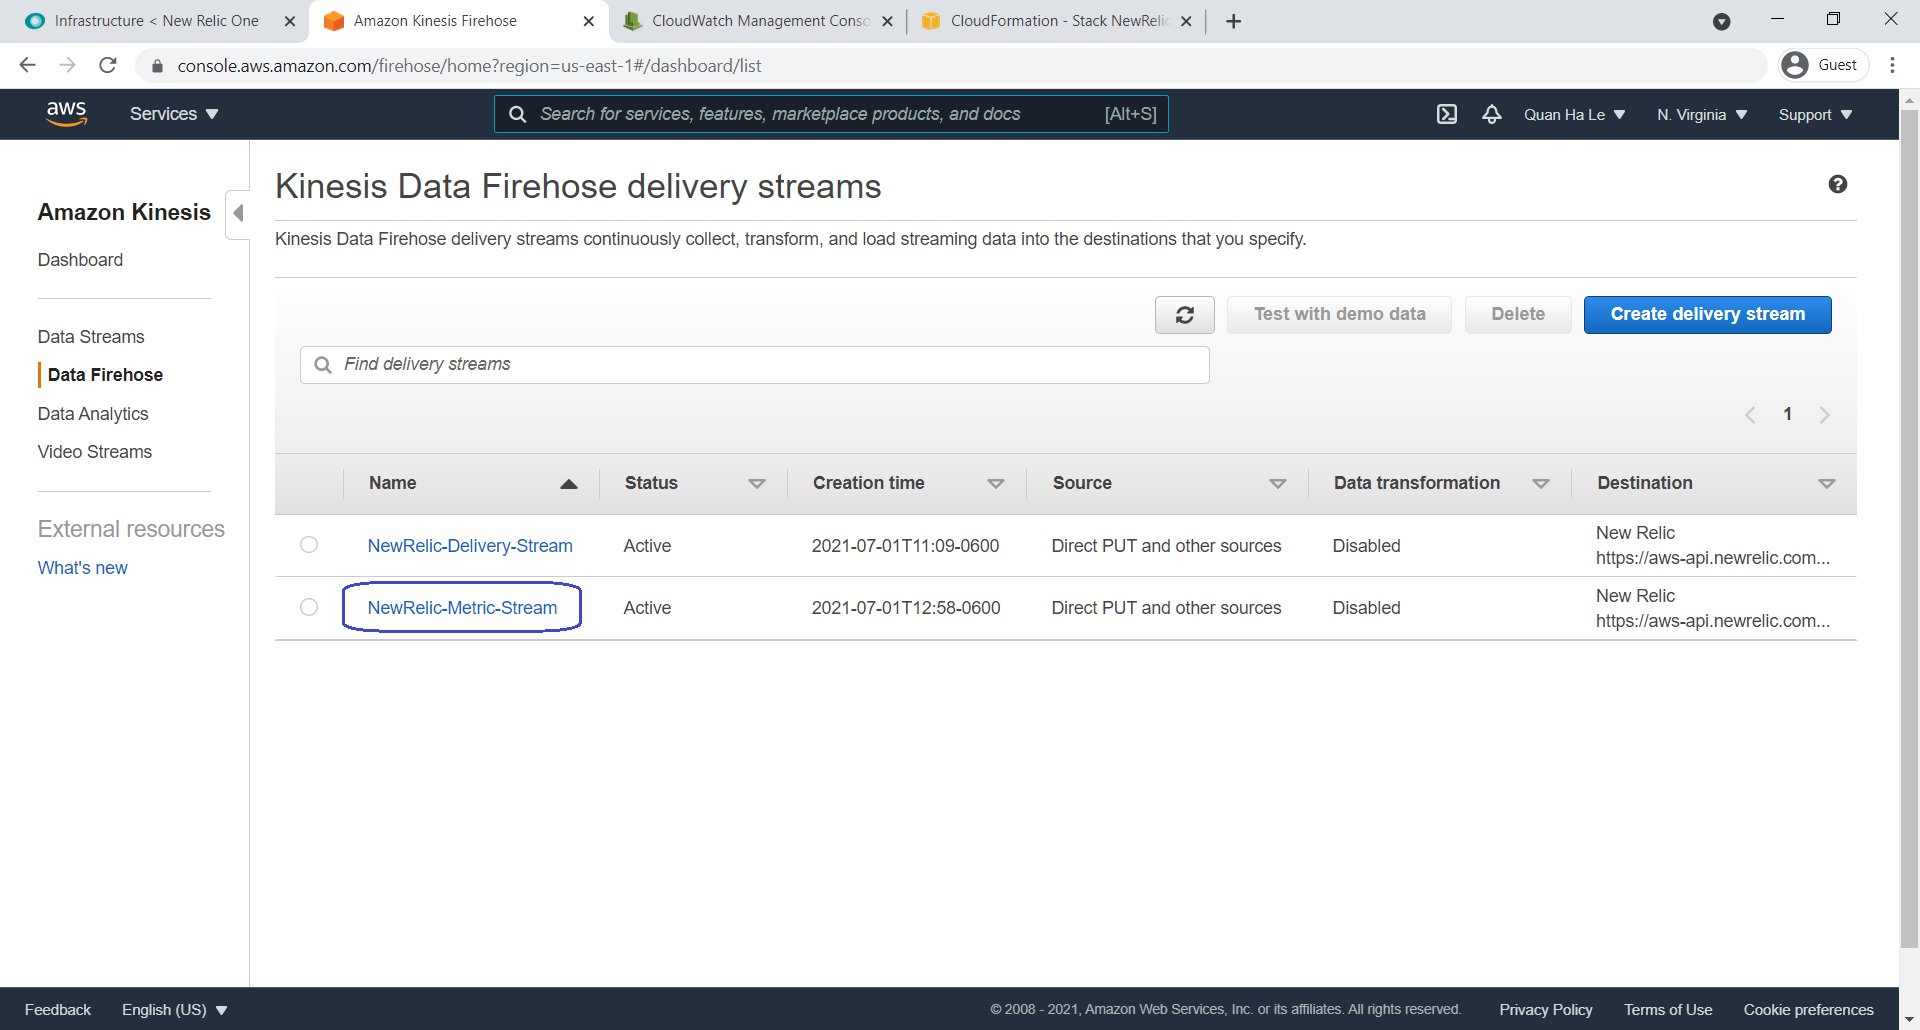 Infrastructure < New Relic One
Amazon Kinesis Firehose
CloudWatch Management Conso
CloudFormation - Stack NewRelic
console.aws.amazon.com/firehose/home?region=us-east-1#/dashboard/list
Guest
aws
Services
Search for services, features, marketplace products, and docs
[Alt+S]
Quan Ha Le
N. Virginia
Support
Amazon Kinesis
Dashboard
Data Streams
Data Firehose
Data Analytics
Video Streams
External resources
What's new
Kinesis Data Firehose delivery streams
Kinesis Data Firehose delivery streams continuously collect, transform, and load streaming data into the destinations that you specify.
Test with demo data
Delete
Create delivery stream
Find delivery streams
1
Name Status Creation time Source Data transformation Destination
NewRelic-Delivery-Stream Active 2021-07-01T11:09-0600 Direct PUT and other sources Disabled New Relic
https://aws-api.newrelic.com...
NewRelic-Metric-Stream Active 2021-07-01T12:58-0600 Direct PUT and other sources Disabled New Relic
https://aws-api.newrelic.com...
Feedback
English (US)
© 2008 - 2021, Amazon Web Services, Inc. or its affiliates. All rights reserved.
Privacy Policy
Terms of Use
Cookie preferences